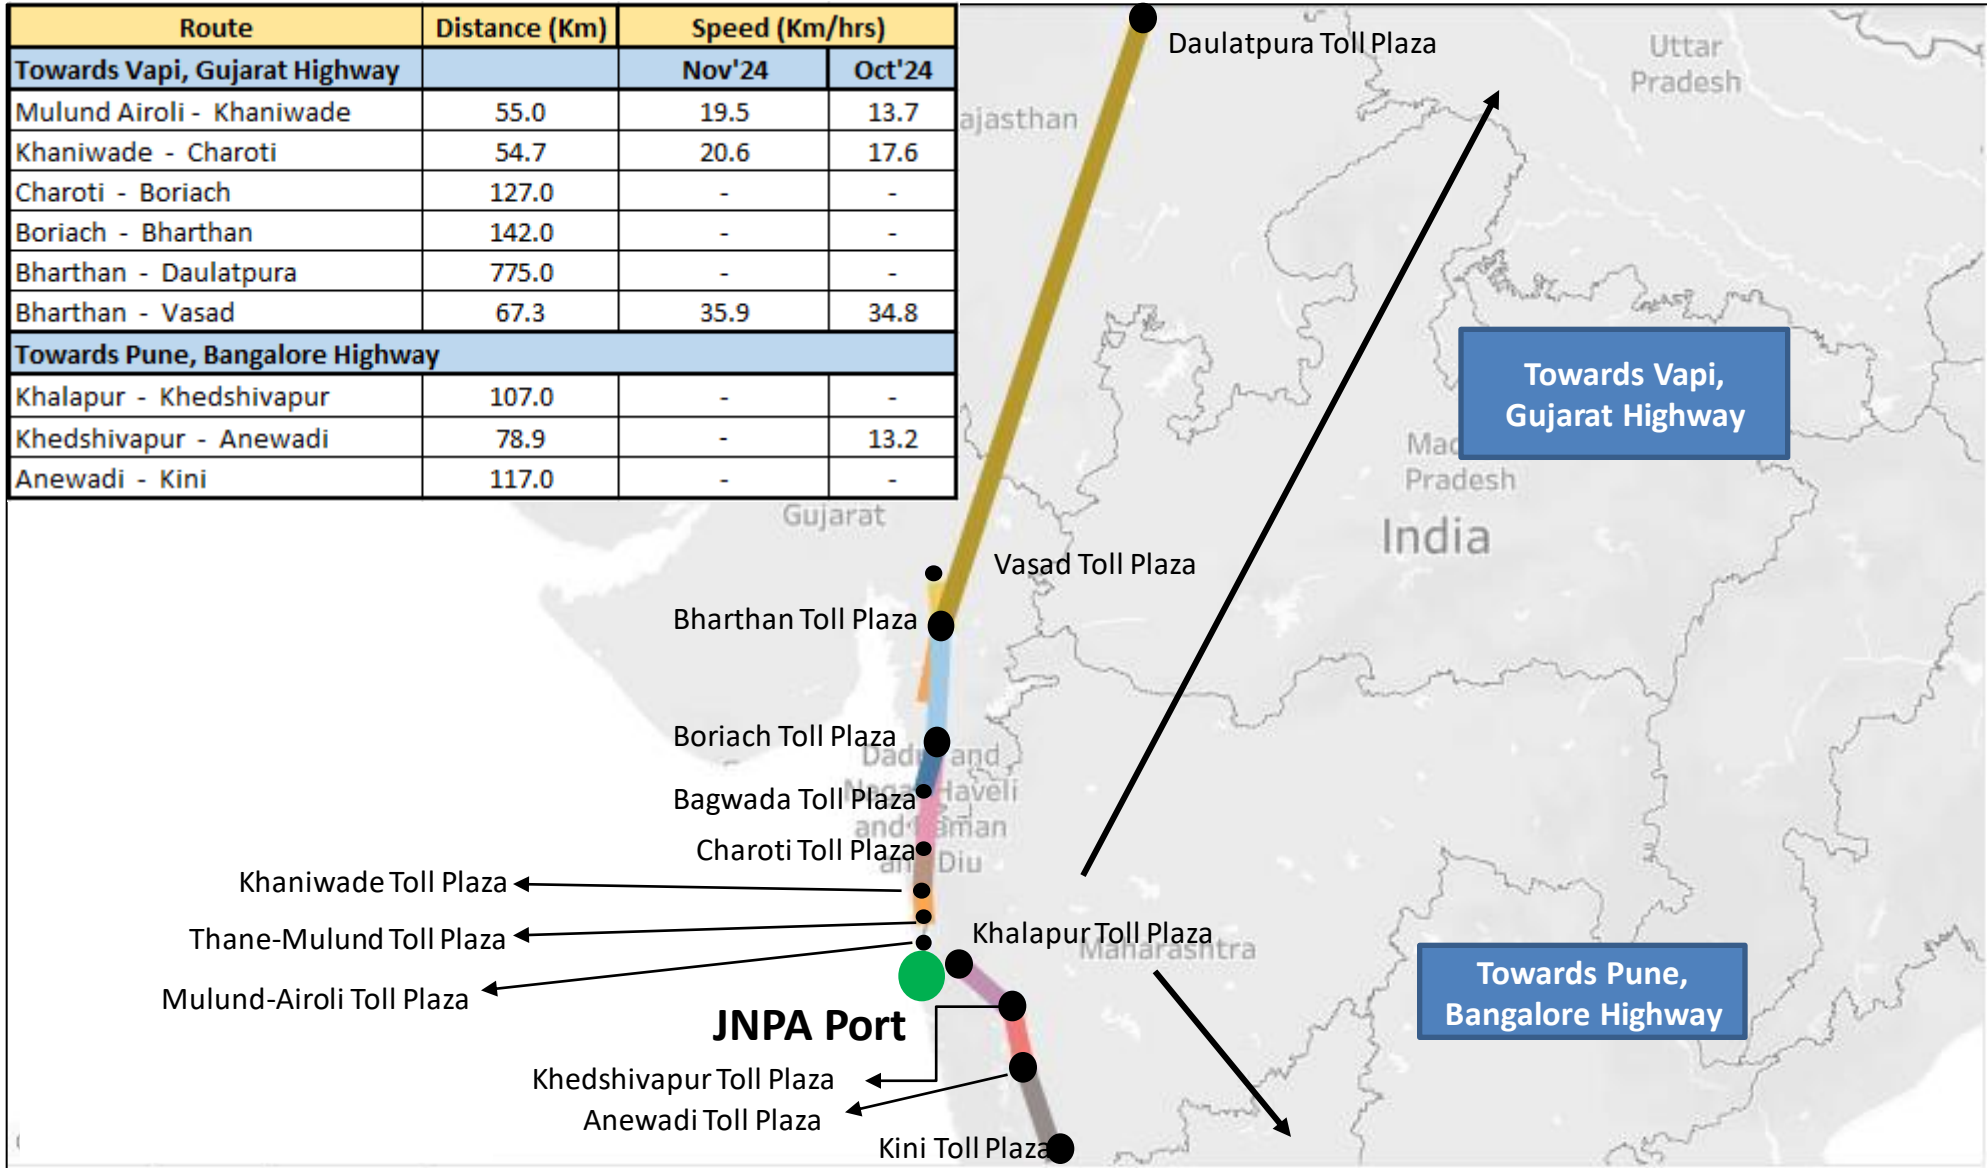 Route Distance (Km) Speed (Km/hrs)
Towards Vapi, Gujarat Highway Nov'24 Oct'24
Mulund Airoli - Khaniwade 55.0 19.5 13.7
Khaniwade - Charoti 54.7 20.6 17.6
Charoti - Boriach 127.0 - -
Boriach - Bharthan 142.0 - -
Bharthan - Daulatpura 775.0 - -
Bharthan - Vasad 67.3 35.9 34.8
Towards Pune, Bangalore Highway
Khalapur - Khedshivapur 107.0 - -
Khedshivapur - Anewadi 78.9 - 13.2
Anewadi - Kini 117.0 - -
Daulatpura Toll Plaza
Uttar
Pradesh
ajasthan
Towards Vapi,
Gujarat Highway
Pradesh
Gujarat
India
Vasad Toll Plaza
Bharthan Toll Plaza
Boriach Toll Plaza
and
Bagwada Toll Plaza
Haveli
Charoti Toll Plaza
Diu
Khaniwade Toll Plaza
Thane-Mulund Toll Plaza
Khalapur Toll Plaza
Maharashtra
Mulund-Airoli Toll Plaza
Towards Pune,
Bangalore Highway
JNPA Port
Khedshivapur Toll Plaza
Anewadi Toll Plaza
Kini Toll Plaza